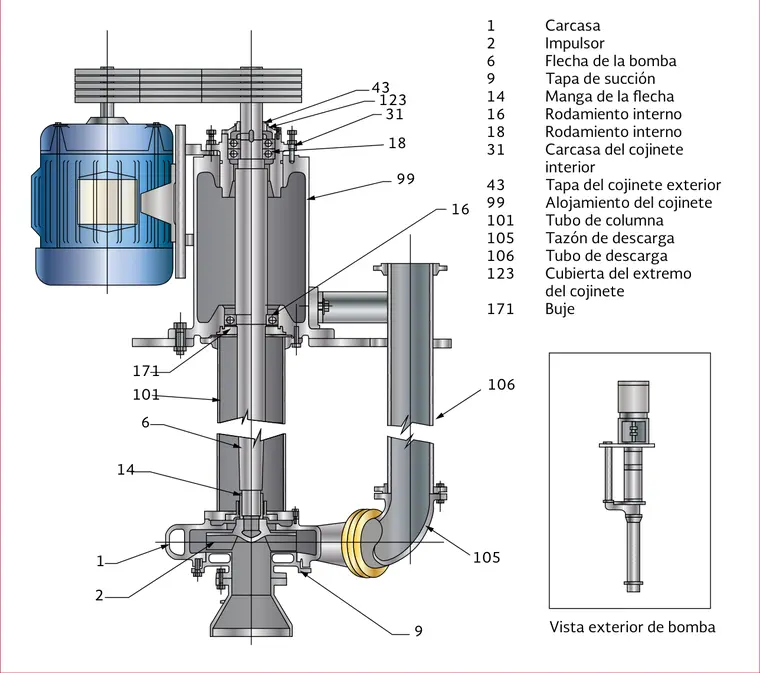 1 Carcasa
2 Impulsor
6 Flecha de la bomba
9 Tapa de succión
14 Manga de la flecha
16 Rodamiento interno
18 Rodamiento interno
31 Carcasa del cojinete
interior
43 Tapa del cojinete exterior
99 Alojamiento del cojinete
101 Tubo de columna
105 Tazón de descarga
106 Tubo de descarga
123 Cubierta del extremo
del cojinete
171 Buje
43
123
31
18
99
16
171
101
6
14
1
2
106
105
9
Vista exterior de bomba